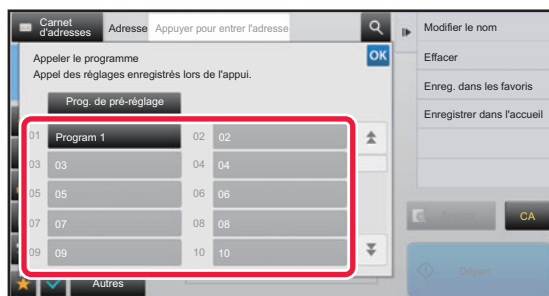 Carnet
d'adresses
Adresse
Appuyer pour entrer l'adresse
Appeler le programme
OK
Appel des réglages enregistrés lors de l'appui.
Prog. de pré-réglage
01 Program 1 02 02
03 03 04 04
05 05 06 06
07 07 08 08
09 09 10 10
Autres
Modifier le nom
Effacer
Enreg. dans les favoris
Enregistrer dans l'accueil
Aperçu
CA
Départ